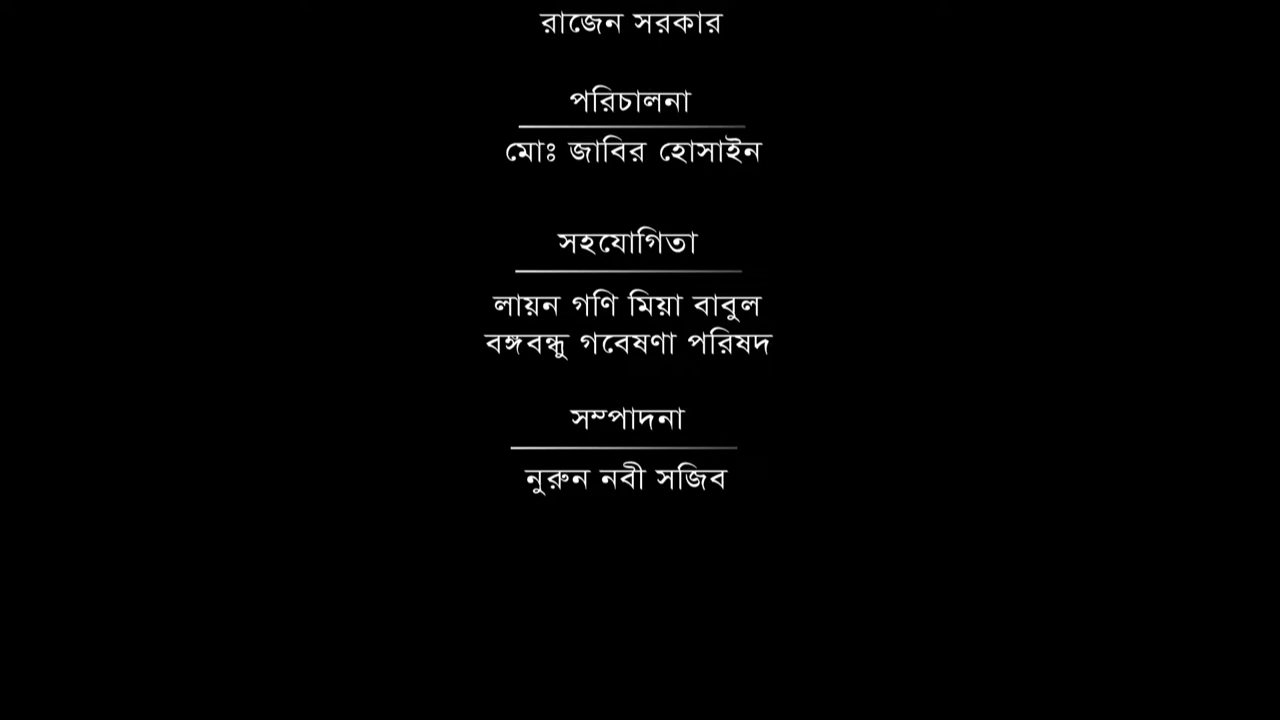 রাজেন সরকার
পরিচালনা
মোঃ জাবির হোসাইন
সহযোগিতা
লায়ন গণি মিয়া বাবুল
বঙ্গবন্ধু গবেষণা পরিষদ
সম্পাদনা
নুরুন নবী সজিব